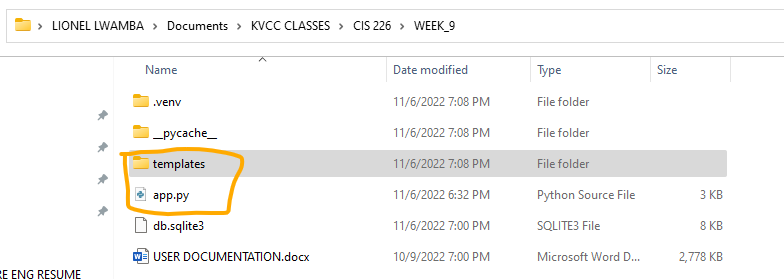 LIONEL LWAMBA > Documents > KVCC CLASSES > CIS 226 > WEEK_9
Name Date modified Type Size
.venv 11/6/2022 7:08 PM File folder
__pycache__ 11/6/2022 7:08 PM File folder
templates 11/6/2022 7:08 PM File folder
app.py 11/6/2022 6:32 PM Python Source File 3 KB
db.sqlite3 11/6/2022 7:00 PM SQLITE3 File 8 KB
USER DOCUMENTATION.docx 10/9/2022 7:00 PM Microsoft Word D... 2,778 KB
RE ENG RESUME